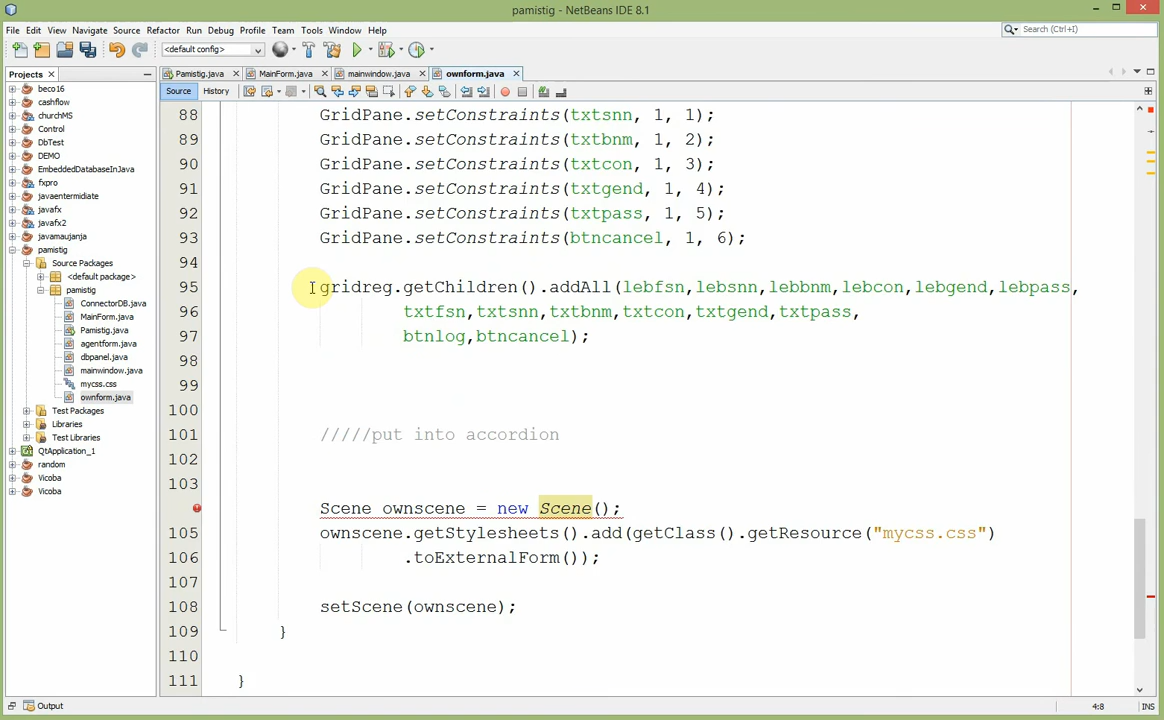 pamistig - NetBeans IDE 8.1
File Edit View Navigate Source Refactor Run Debug Profile Team Tools Window Help
Search (Ctrl+I)
<default config>
Projects
Pamistig.java MainForm.java mainwindow.java ownform.java
Source History
beco16
cashflow
churchMS
Control
DbTest
DEMO
EmbeddedDatabaseInJava
fxpro
javaentermidiate
javafx
javafx2
javamaujanja
pamistig
Source Packages
<default package>
pamistig
ConnectorDB.java
MainForm.java
Pamistig.java
agentform.java
dbpanel.java
mainwindow.java
mycss.css
ownform.java
Test Packages
Libraries
Test Libraries
QtApplication_1
random
Vicoba
Vicoba
88 GridPane.setConstraints(txtsnn, 1, 1);
89 GridPane.setConstraints(txtbnm, 1, 2);
90 GridPane.setConstraints(txtcon, 1, 3);
91 GridPane.setConstraints(txtgend, 1, 4);
92 GridPane.setConstraints(txtpass, 1, 5);
93 GridPane.setConstraints(btncancel, 1, 6);
94
95 gridreg.getChildren().addAll(lebfsn,lebsnn,lebbnm,lebcon,lebgend,lebpass,
96 txtfsn,txtsnn,txtbnm,txtcon,txtgend,txtpass,
97 btnlog,btncancel);
98
99
100
101 /////put into accordion
102
103
Scene ownscene = new Scene();
105 ownscene.getStylesheets().add(getClass().getResource("mycss.css")
106 .toExternalForm());
107
108 setScene(ownscene);
109 }
110
111 }
Output
4:8 INS